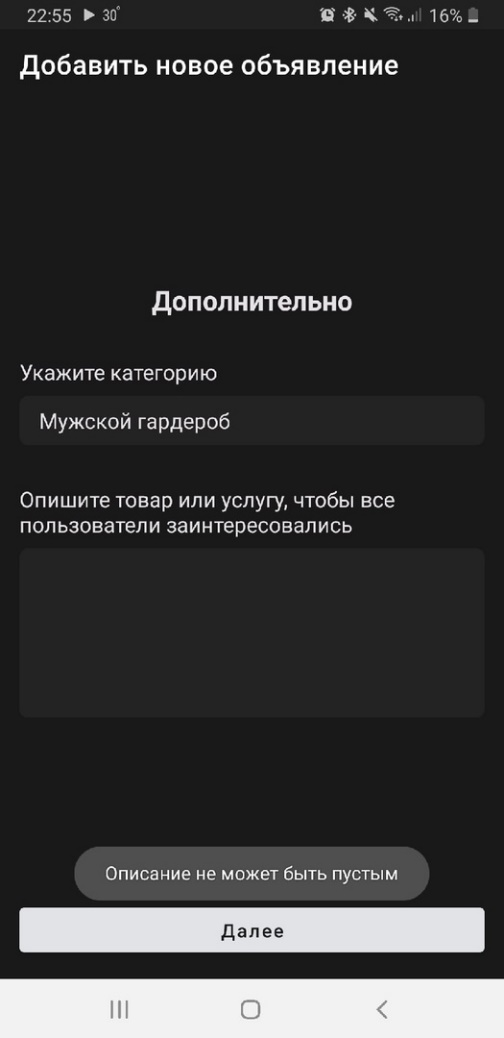 22:55 30° 16%
Добавить новое объявление
Дополнительно
Укажите категорию
Мужской гардероб
Опишите товар или услугу, чтобы все
пользователи заинтересовались
Описание не может быть пустым
Далее